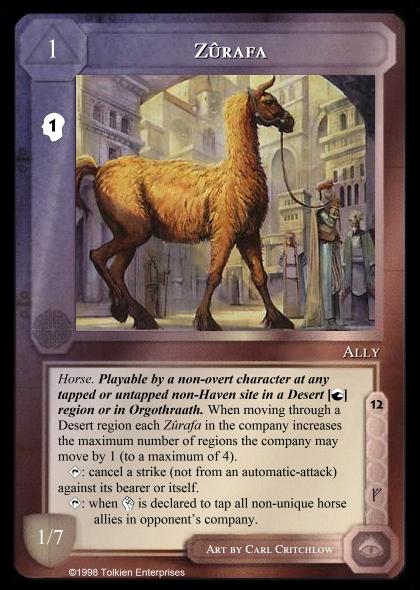 1
ZÛRAFA
1
ALLY
Horse. Playable by a non-overt character at any
tapped or untapped non-Haven site in a Desert
region or in Orgothraath. When moving through a
Desert region each Zûrafa in the company increases
the maximum number of regions the company may
move by 1 (to a maximum of 4).
: cancel a strike (not from an automatic-attack)
against its bearer or itself.
: when is declared to tap all non-unique horse
allies in opponent's company.
12
1/7
ART BY CARL CRITCHLOW
©1998 Tolkien Enterprises